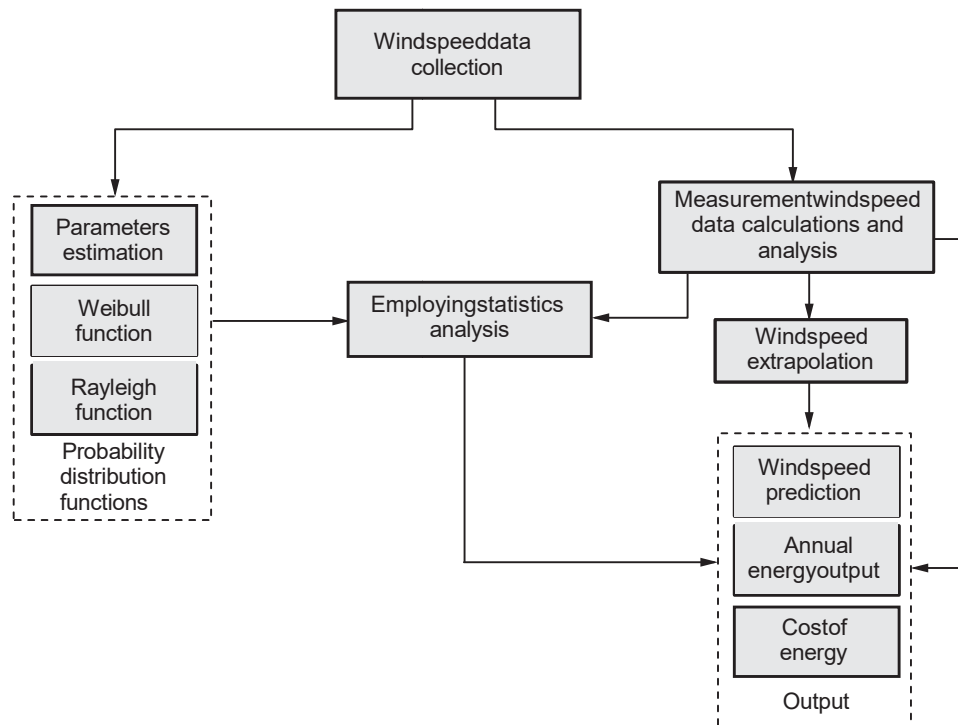 Windspeeddata
collection
Parameters
estimation
Weibull
function
Rayleigh
function
Probability
distribution
functions
Employingstatistics
analysis
Measurementwindspeed
data calculations and
analysis
Windspeed
extrapolation
Windspeed
prediction
Annual
energyoutput
Costof
energy
Output